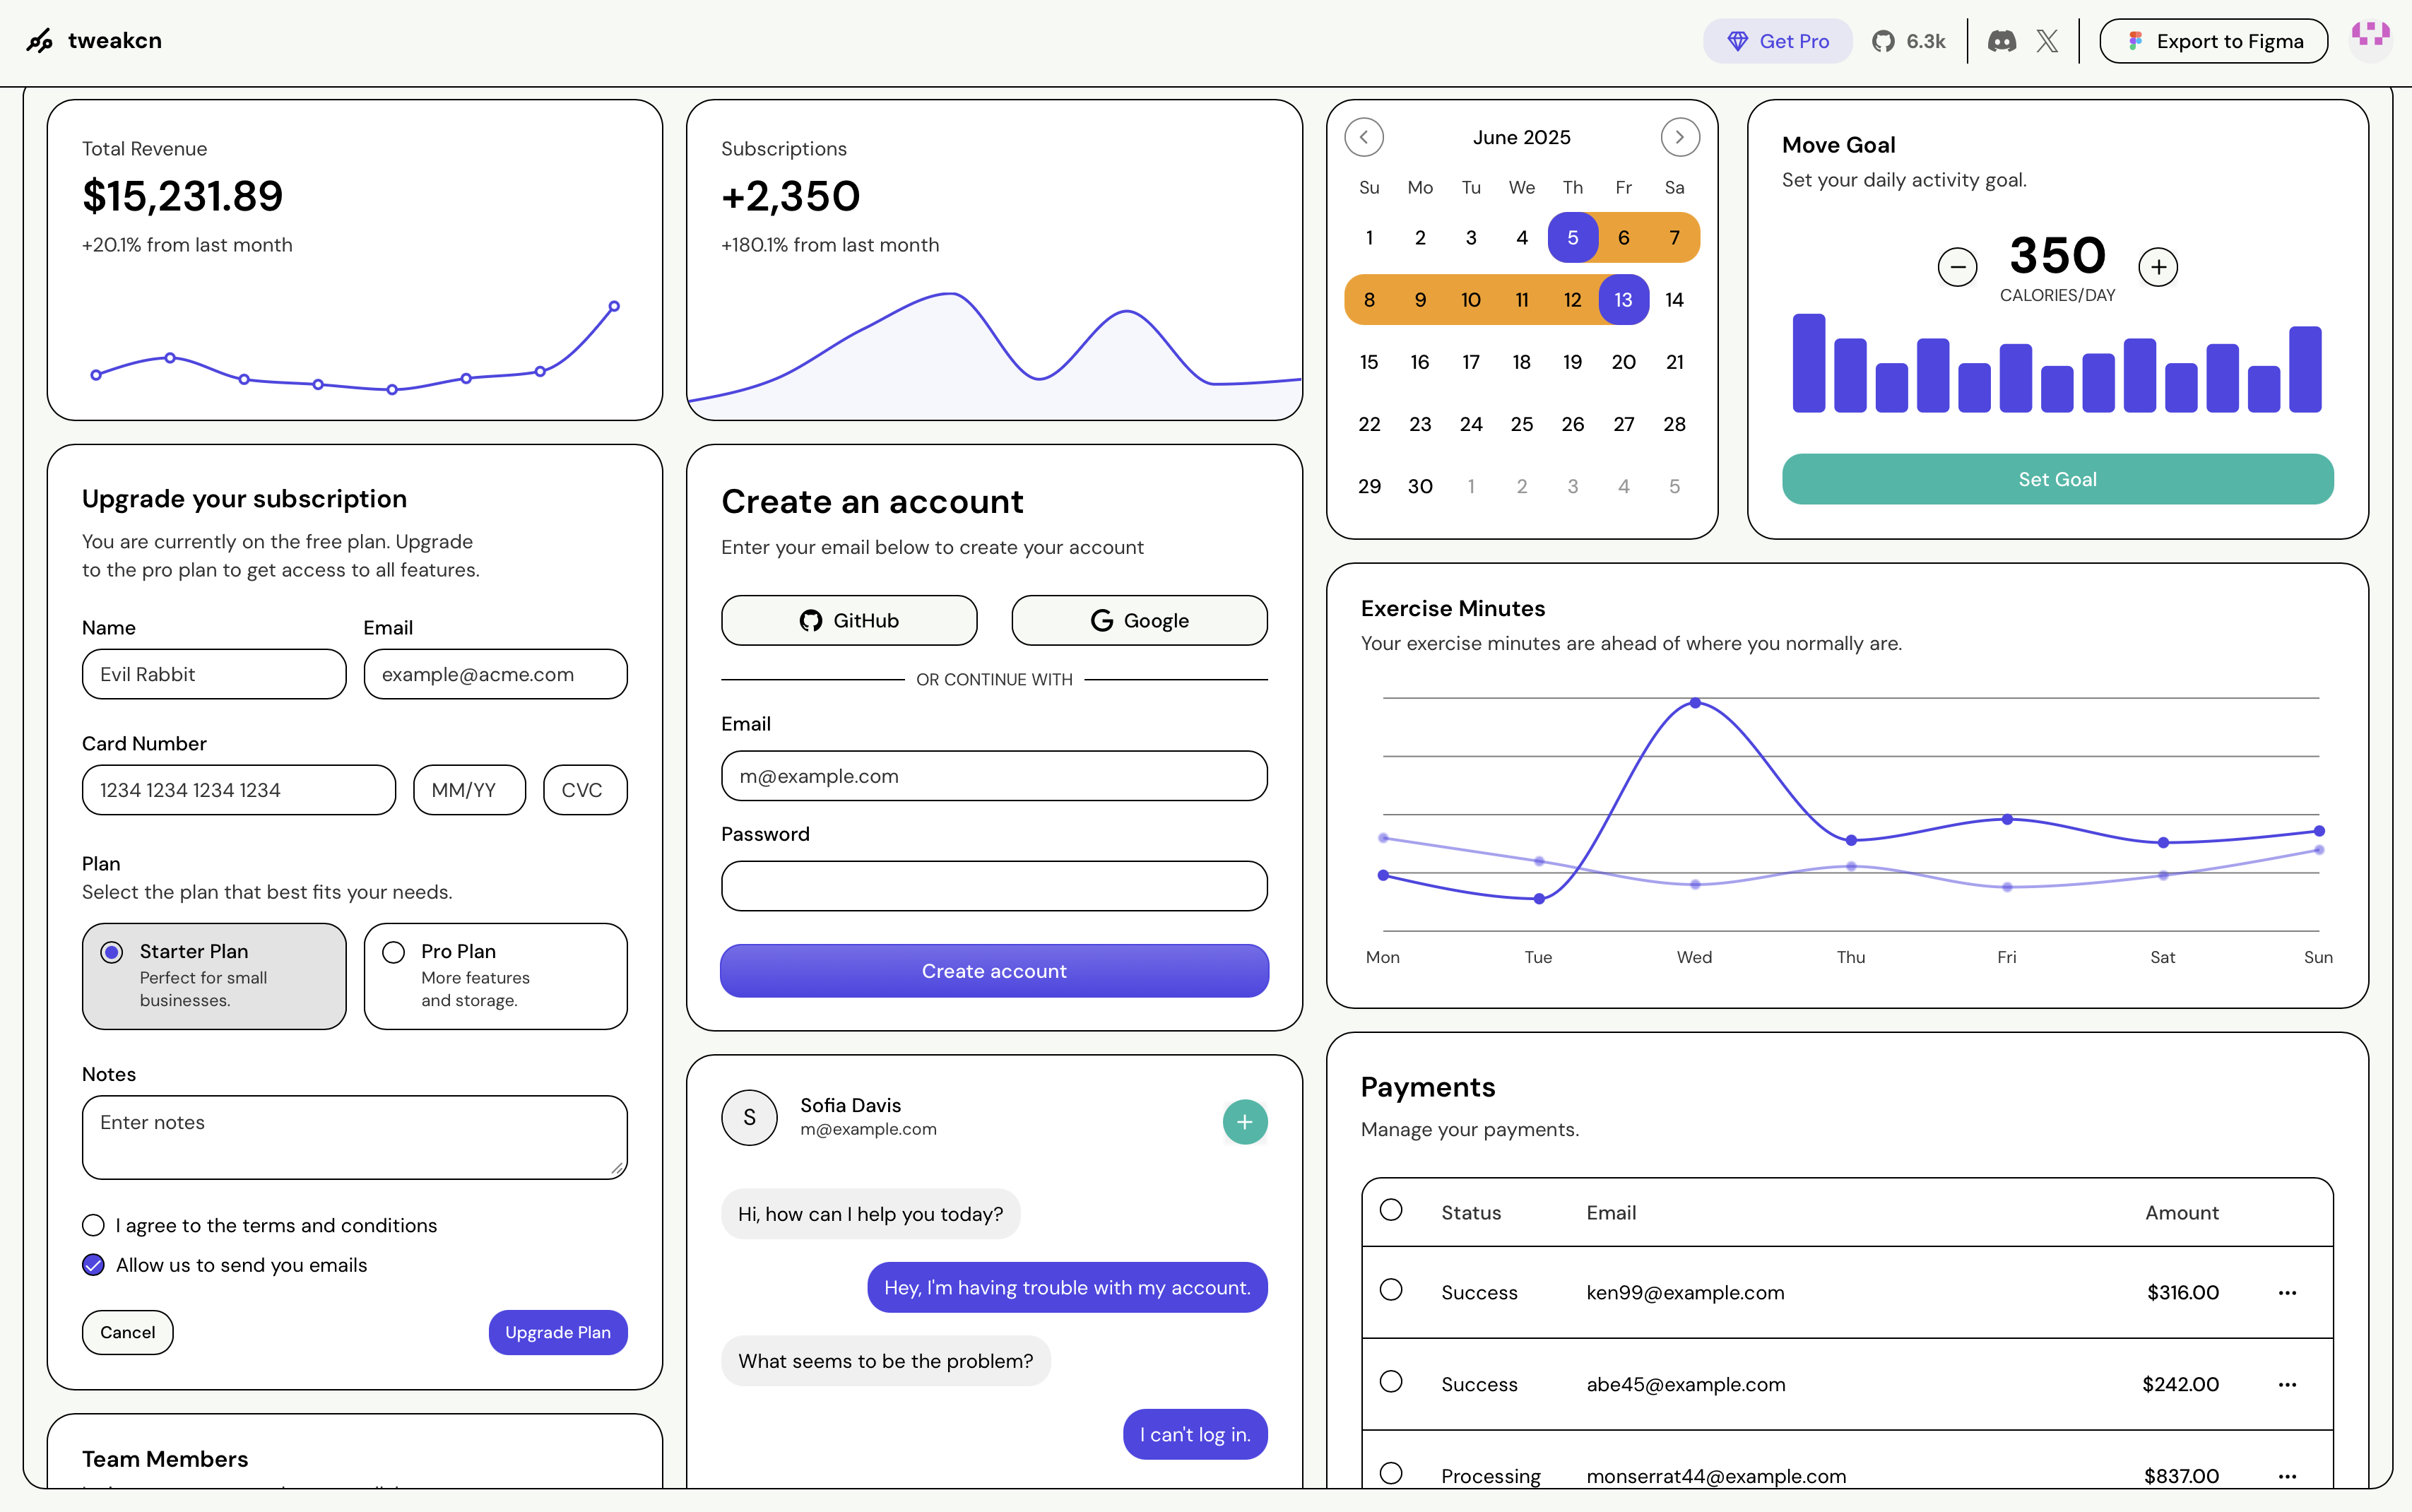 tweakcn
Get Pro
6.3k
Export to Figma
Total Revenue
$15,231.89
+20.1% from last month
Subscriptions
+2,350
+180.1% from last month
June 2025
Su Mo Tu We Th Fr Sa
1 2 3 4 5 6 7
8 9 10 11 12 13 14
15 16 17 18 19 20 21
22 23 24 25 26 27 28
29 30 1 2 3 4 5
Move Goal
Set your daily activity goal.
350
CALORIES/DAY
Set Goal
Upgrade your subscription
You are currently on the free plan. Upgrade
to the pro plan to get access to all features.
Name Email
Evil Rabbit example@acme.com
Card Number
1234 1234 1234 1234 MM/YY CVC
Plan
Select the plan that best fits your needs.
Starter Plan
Perfect for small
businesses.
Pro Plan
More features
and storage.
Notes
Enter notes
I agree to the terms and conditions
Allow us to send you emails
Cancel Upgrade Plan
Team Members
Create an account
Enter your email below to create your account
GitHub Google
OR CONTINUE WITH
Email
m@example.com
Password
Create account
S
Sofia Davis
m@example.com
Hi, how can I help you today?
Hey, I'm having trouble with my account.
What seems to be the problem?
I can't log in.
Exercise Minutes
Your exercise minutes are ahead of where you normally are.
Mon Tue Wed Thu Fri Sat Sun
Payments
Manage your payments.
Status Email Amount
Success ken99@example.com $316.00
Success abe45@example.com $242.00
Processing monserrat44@example.com $837.00